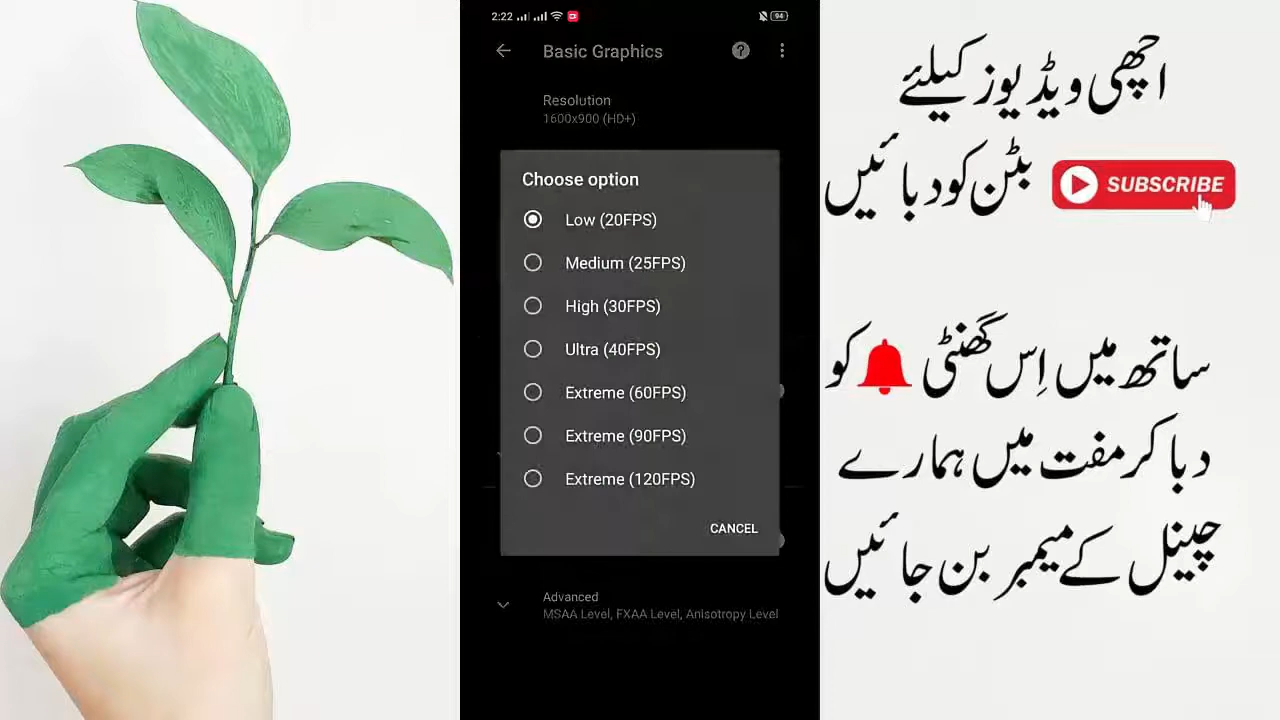 2:22
94
Basic Graphics
Resolution
1600x900 (HD+)
Choose option
Low (20FPS)
Medium (25FPS)
High (30FPS)
Ultra (40FPS)
Extreme (60FPS)
Extreme (90FPS)
Extreme (120FPS)
CANCEL
Advanced
MSAA Level, FXAA Level, Anisotropy Level
اچھی ویڈیوز کیلئے
بٹن کو دبائیں SUBSCRIBE
ساتھ میں اِس گھنٹی کو
دبا کر مفت میں ہمارے
چینل کے میمبر بن جائیں